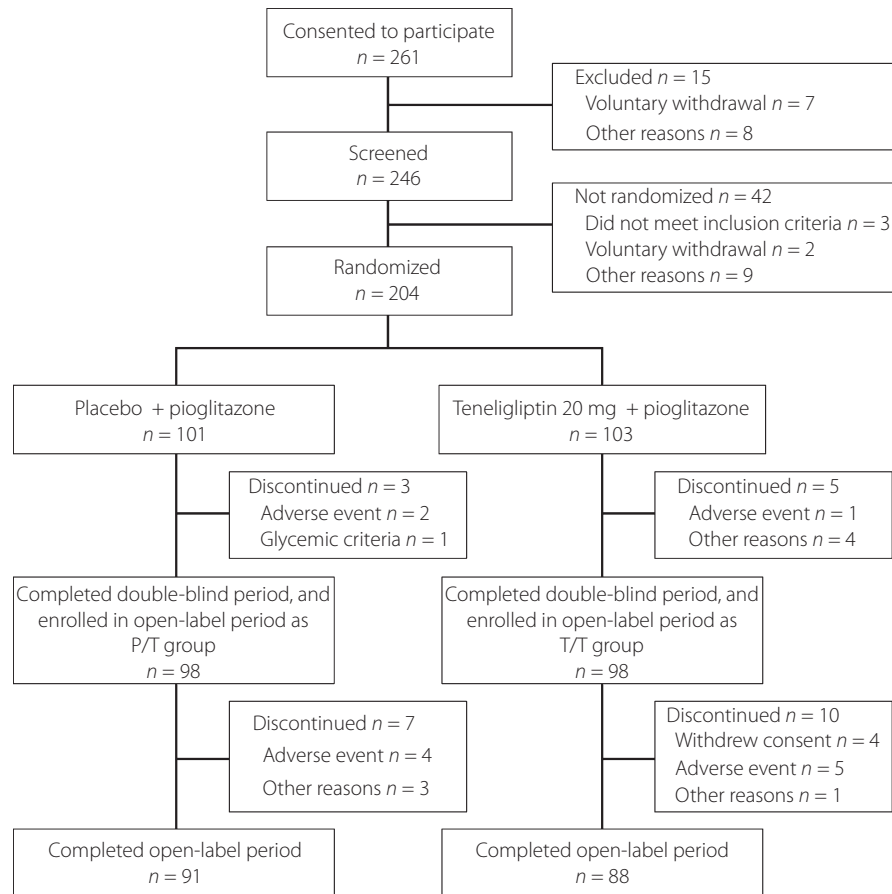 Consented to participate
n = 261
Excluded n = 15
Voluntary withdrawal n = 7
Other reasons n = 8
Screened
n = 246
Not randomized n = 42
Did not meet inclusion criteria n = 3
Voluntary withdrawal n = 2
Other reasons n = 9
Randomized
n = 204
Placebo + pioglitazone
n = 101
Teneligliptin 20 mg + pioglitazone
n = 103
Discontinued n = 3
Adverse event n = 2
Glycemic criteria n = 1
Discontinued n = 5
Adverse event n = 1
Other reasons n = 4
Completed double-blind period, and
enrolled in open-label period as
P/T group
n = 98
Completed double-blind period, and
enrolled in open-label period as
T/T group
n = 98
Discontinued n = 7
Adverse event n = 4
Other reasons n = 3
Discontinued n = 10
Withdrew consent n = 4
Adverse event n = 5
Other reasons n = 1
Completed open-label period
n = 91
Completed open-label period
n = 88